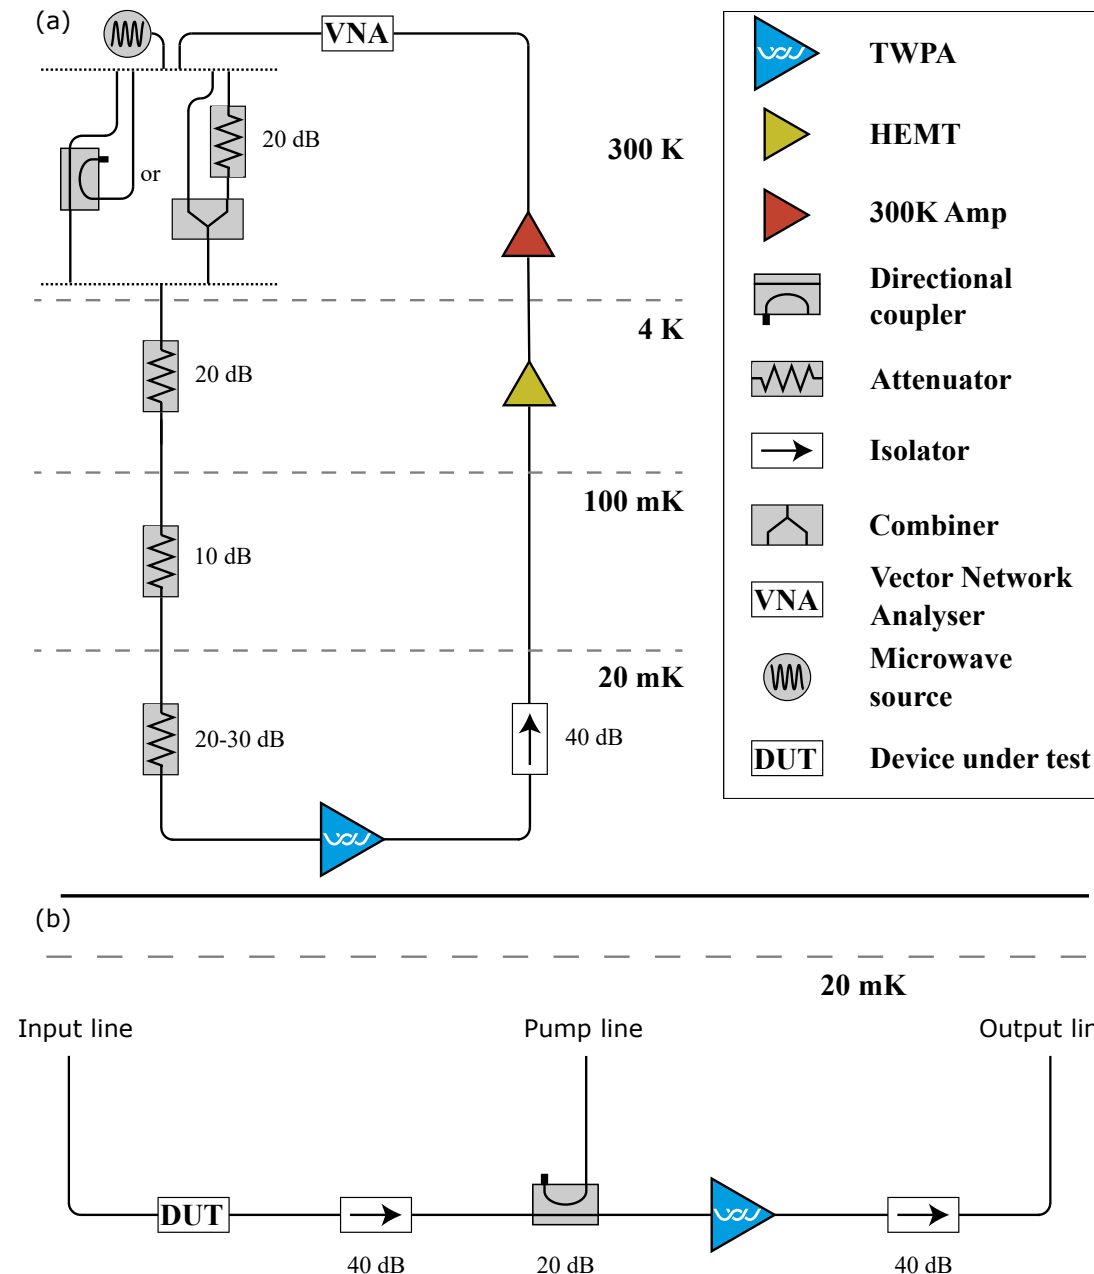 (a)
VNA
20 dB
or
300 K
4 K
20 dB
100 mK
10 dB
20 mK
20-30 dB
40 dB
TWPA
HEMT
300K Amp
Directional
coupler
Attenuator
Isolator
Combiner
VNA
Vector Network
Analyser
Microwave
source
DUT
Device under test
(b)
20 mK
Input line
Pump line
Output lin
DUT
40 dB
20 dB
40 dB